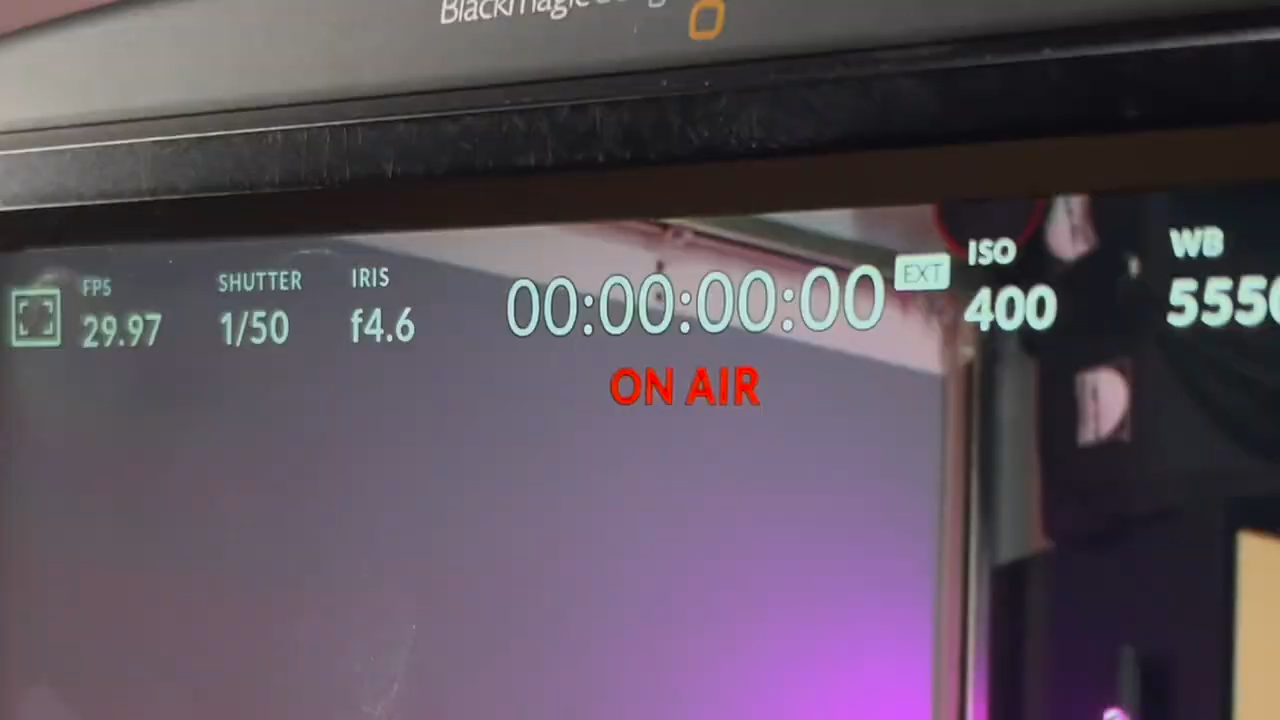 Blackmagic
FPS
29.97
SHUTTER
1/50
IRIS
f4.6
00:00:00:00
EXT
ISO
400
WB
ON AIR